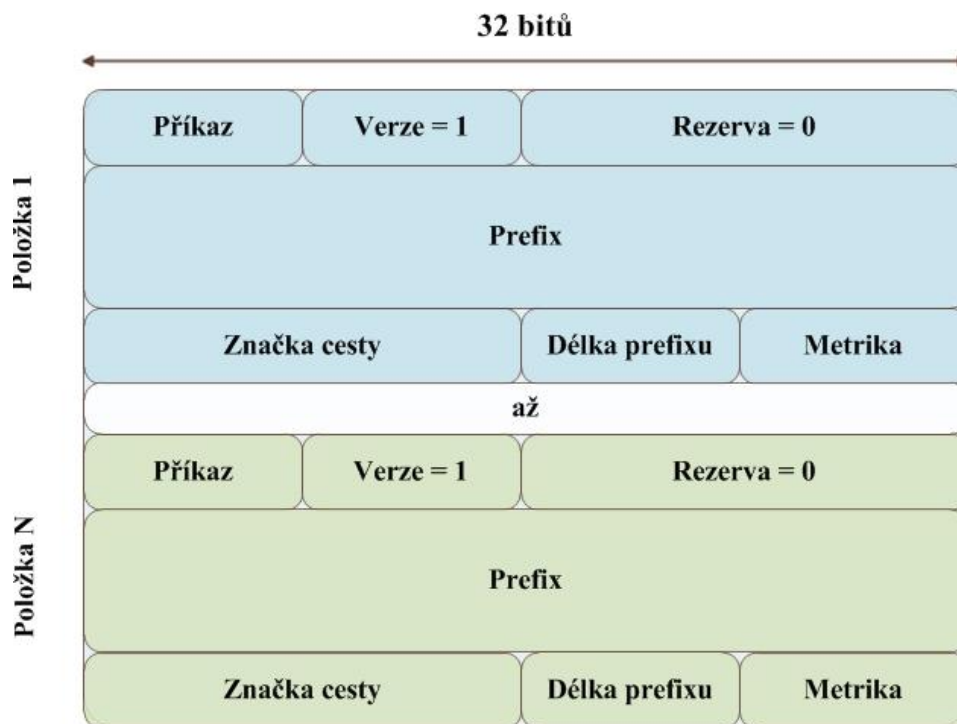 32 bitů
Položka 1
Příkaz Verze = 1 Rezerva = 0
Prefix
Značka cesty Délka prefixu Metrika
až
Položka N
Příkaz Verze = 1 Rezerva = 0
Prefix
Značka cesty Délka prefixu Metrika